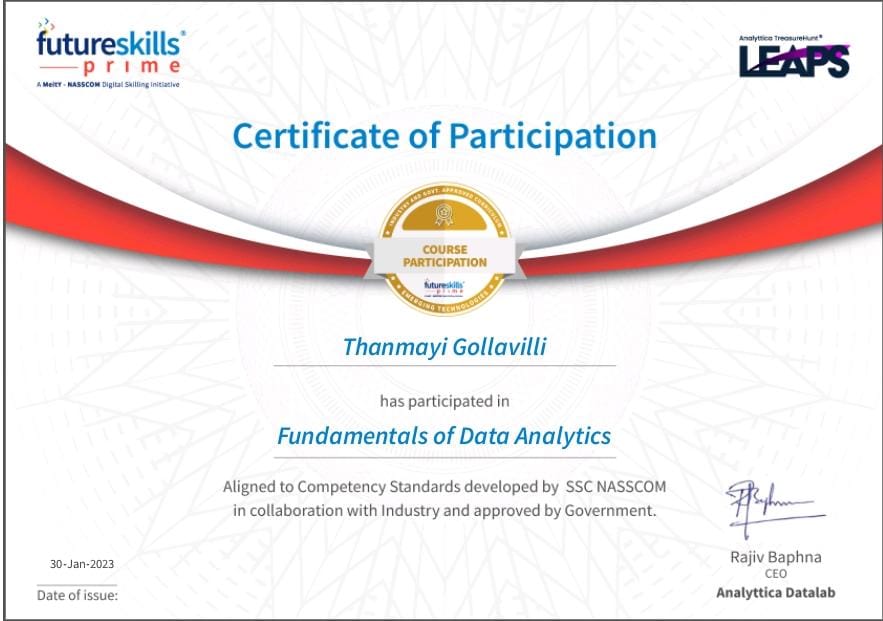 futureskills®
prime
A MeitY - NASSCOM Digital Skilling Initiative
Analyttica TreasureHunt®
LEAPS
Certificate of Participation
INDUSTRY AND GOVT. APPROVED CURRICULUM
COURSE
PARTICIPATION
futureskills
prime
EMERGING TECHNOLOGIES
Thanmayi Gollavilli
has participated in
Fundamentals of Data Analytics
Aligned to Competency Standards developed by SSC NASSCOM
in collaboration with Industry and approved by Government.
30-Jan-2023
Date of issue:
Rajiv Baphna
CEO
Analyttica Datalab